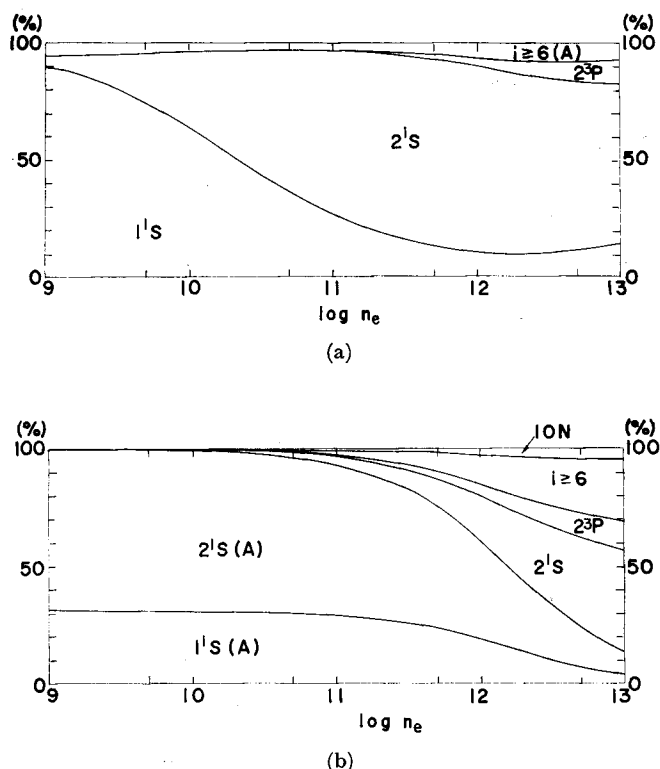 (%) (%)
100 100
i≥6(A)
2³P
2¹S
50 50
1¹S
0 0
9 10 11 12 13
log nₑ
(a)
(%) ION (%)
100 100
i≥6
2³P
2¹S(A)
2¹S
50 50
1¹S(A)
0 0
9 10 11 12 13
log nₑ
(b)